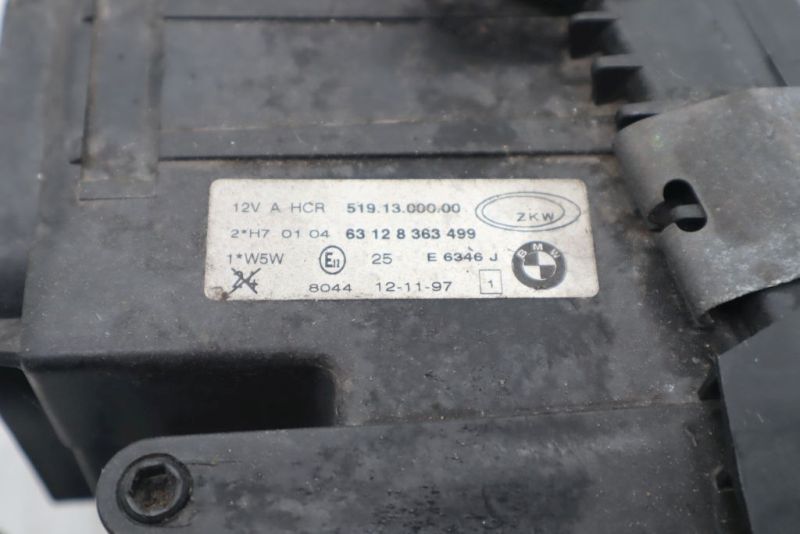 12V A HCR 519.13.000.00 ZKW
2*H7 01 04 63 12 8 363 499
1*W5W E11 25 E 6346 J BMW
24 8044 12-11-97 1